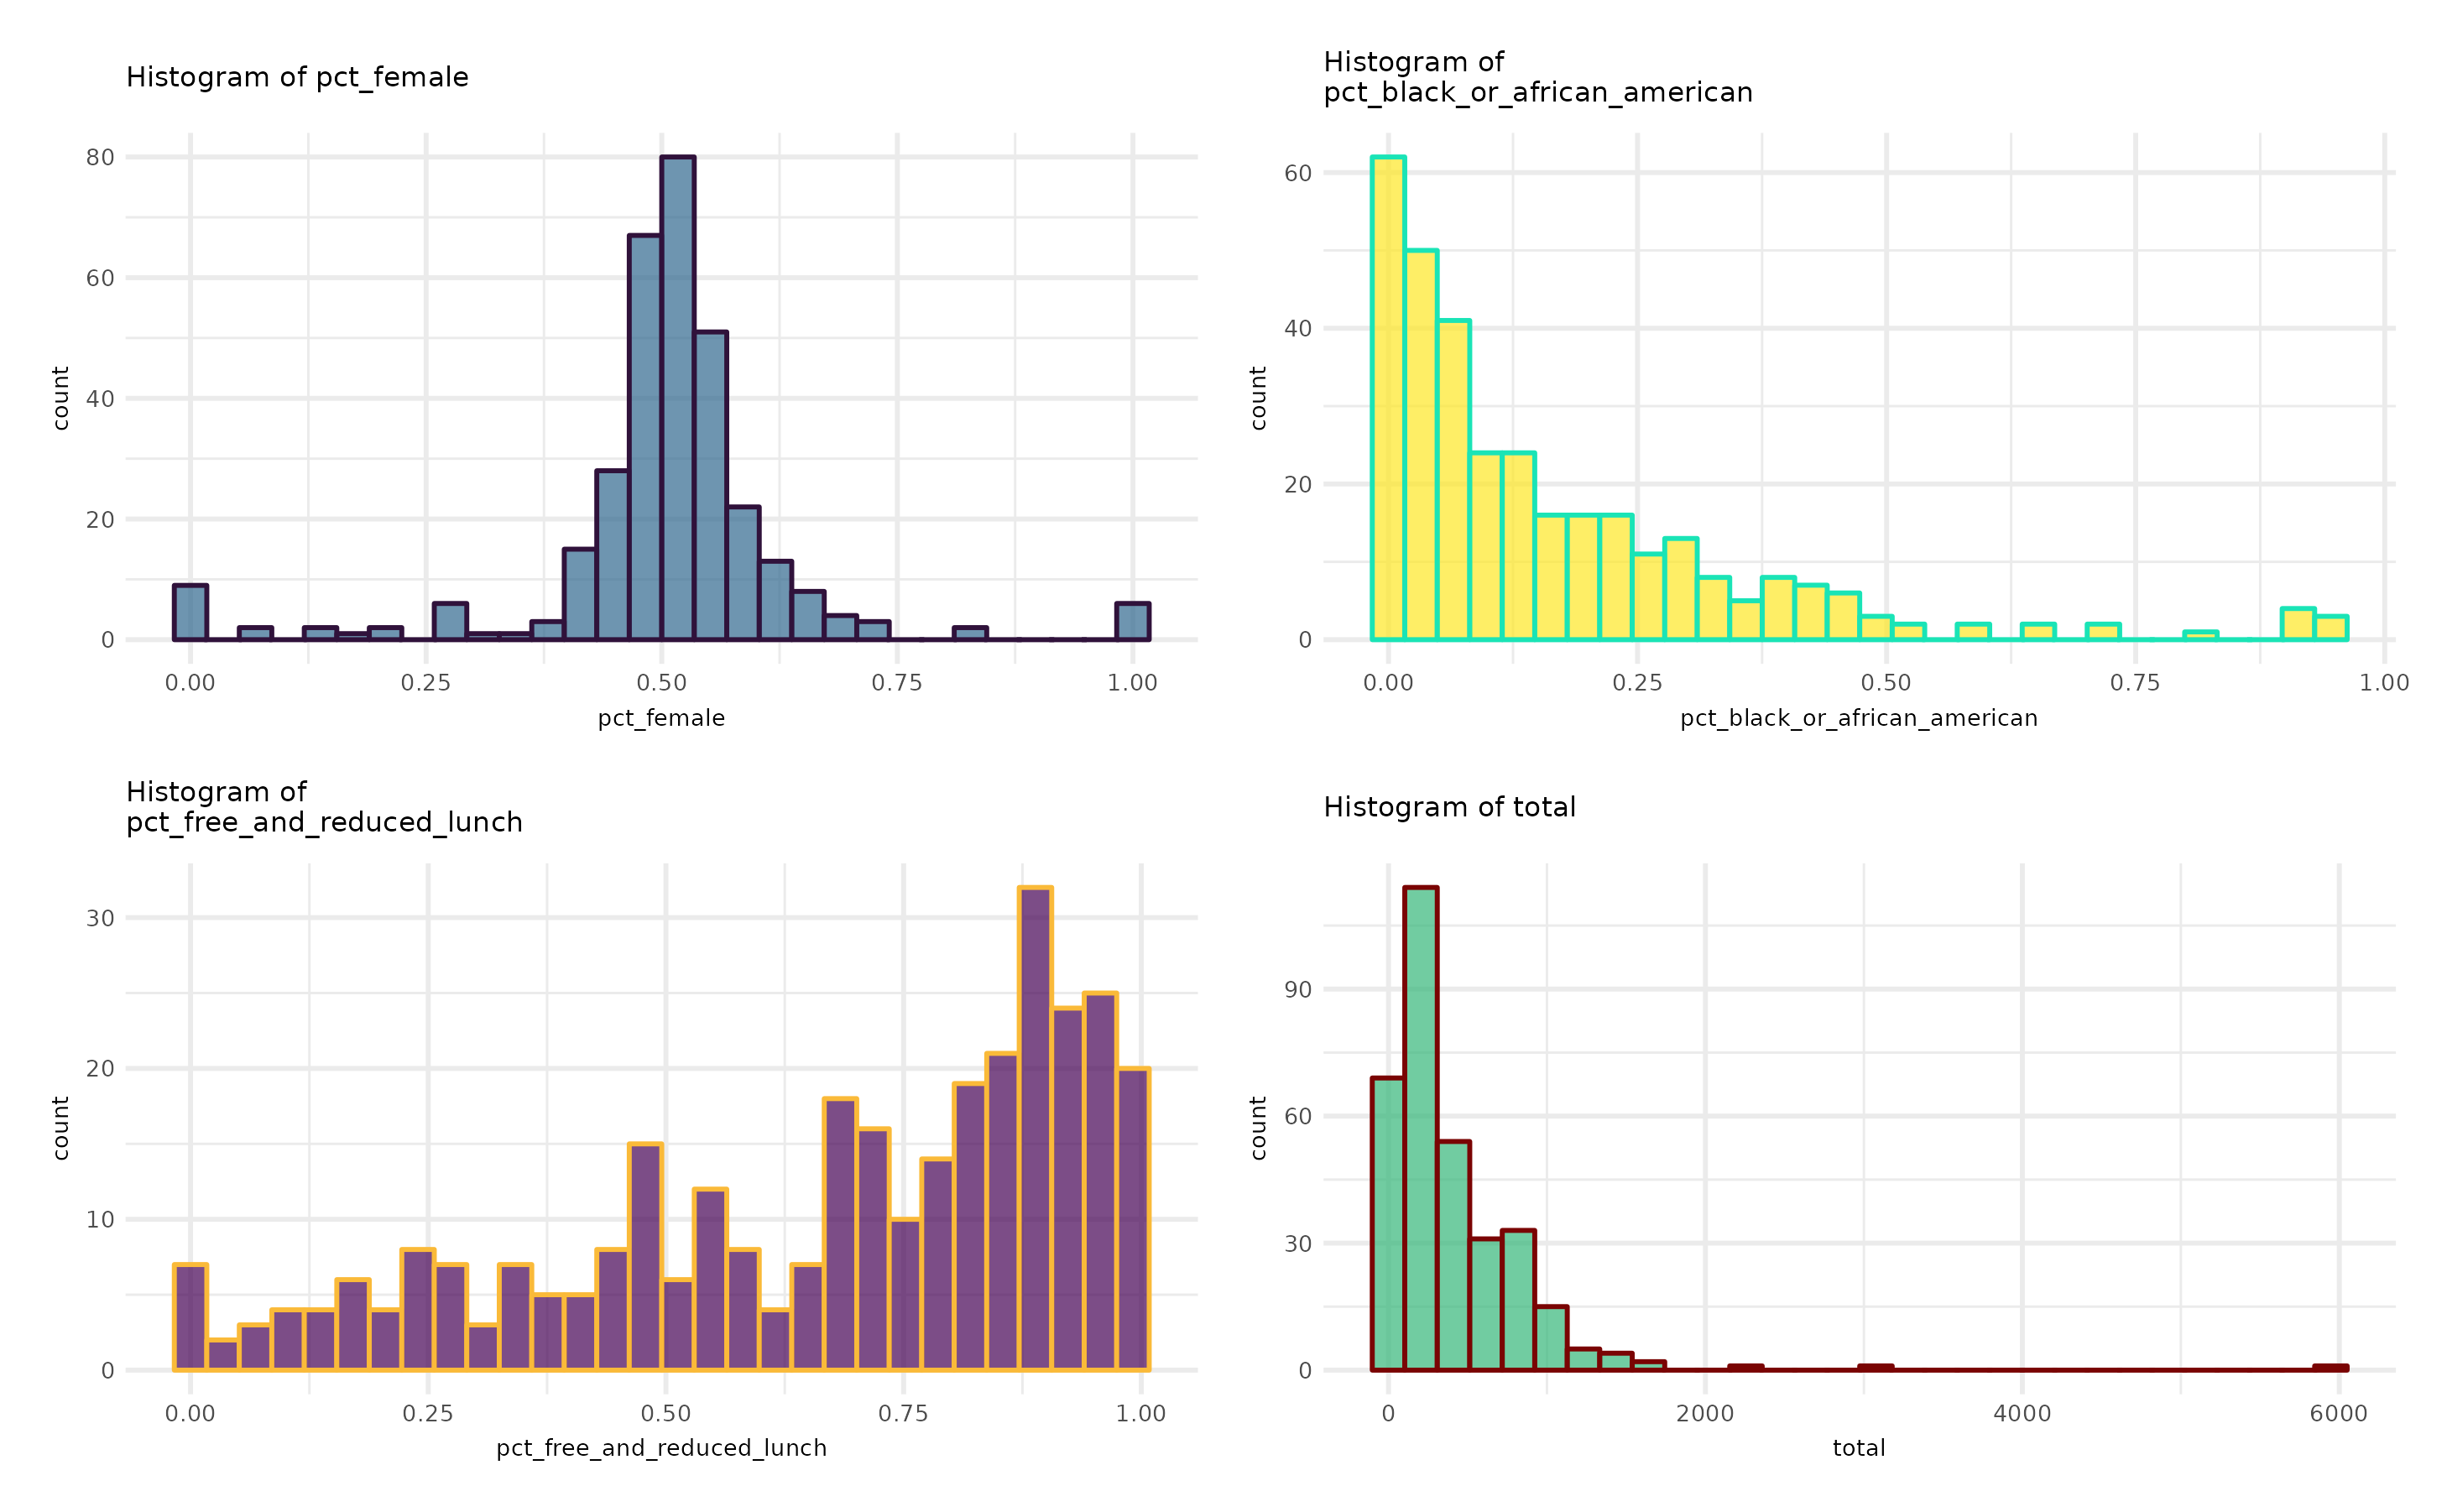 Histogram of pct_female
80
60
40
20
0
count
0.00 0.25 0.50 0.75 1.00
pct_female
Histogram of
pct_black_or_african_american
60
40
20
0
count
0.00 0.25 0.50 0.75 1.00
pct_black_or_african_american
Histogram of
pct_free_and_reduced_lunch
30
20
10
0
count
0.00 0.25 0.50 0.75 1.00
pct_free_and_reduced_lunch
Histogram of total
90
60
30
0
count
0 2000 4000 6000
total